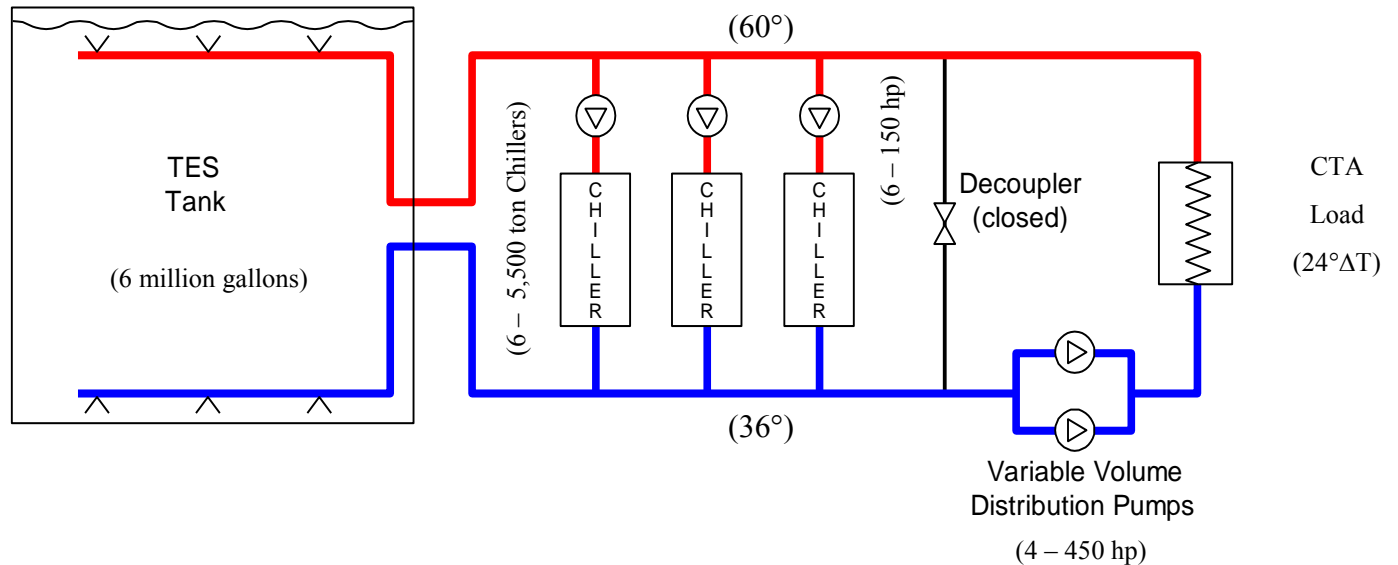 (60°)
TES
Tank
(6 million gallons)
(6 – 5,500 ton Chillers)
CHILLER
CHILLER
CHILLER
(6 – 150 hp)
Decoupler
(closed)
CTA
Load
(24°ΔT)
(36°)
Variable Volume
Distribution Pumps
(4 – 450 hp)